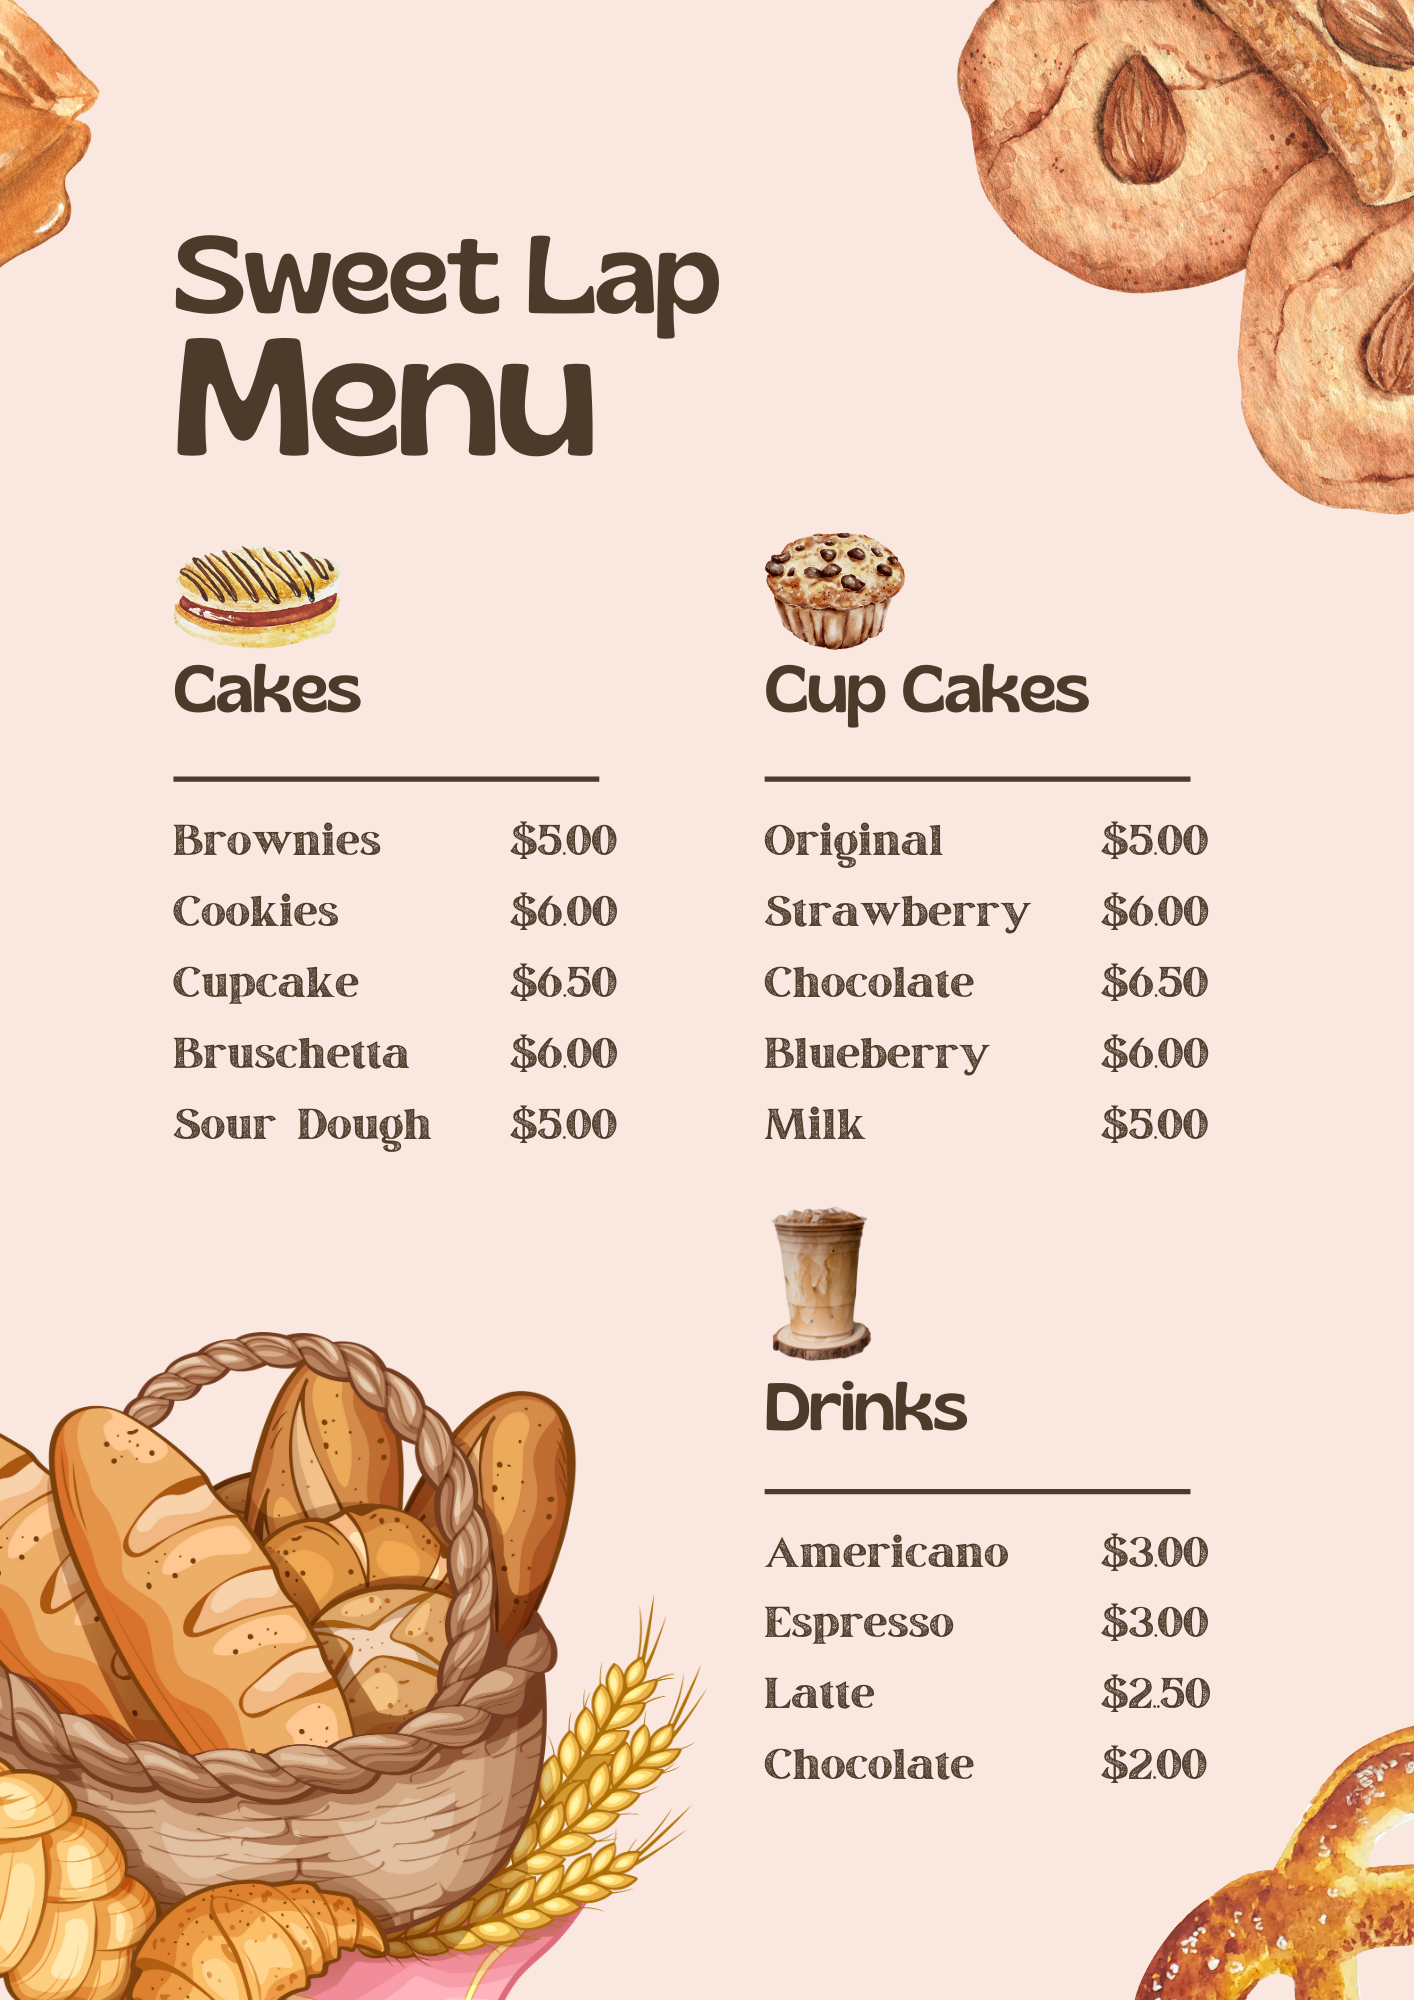 Sweet Lap
Menu
Cakes
Brownies $5.00
Cookies $6.00
Cupcake $6.50
Bruschetta $6.00
Sour Dough $5.00
Cup Cakes
Original $5.00
Strawberry $6.00
Chocolate $6.50
Blueberry $6.00
Milk $5.00
Drinks
Americano $3.00
Espresso $3.00
Latte $2.50
Chocolate $2.00